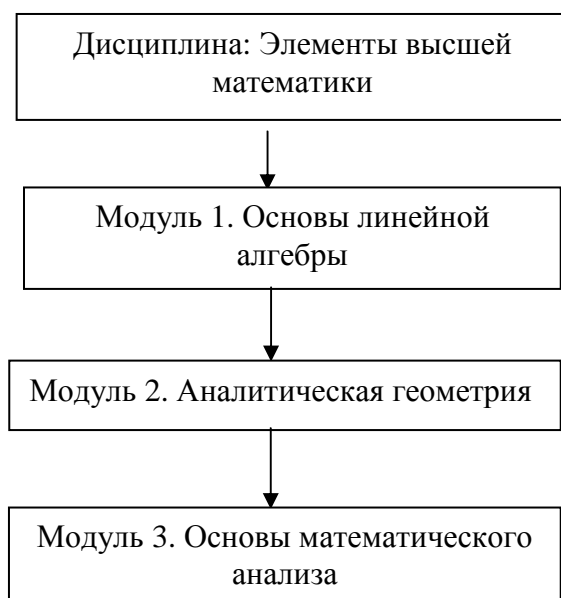 Дисциплина: Элементы высшей
математики
Модуль 1. Основы линейной
алгебры
Модуль 2. Аналитическая геометрия
Модуль 3. Основы математического
анализа